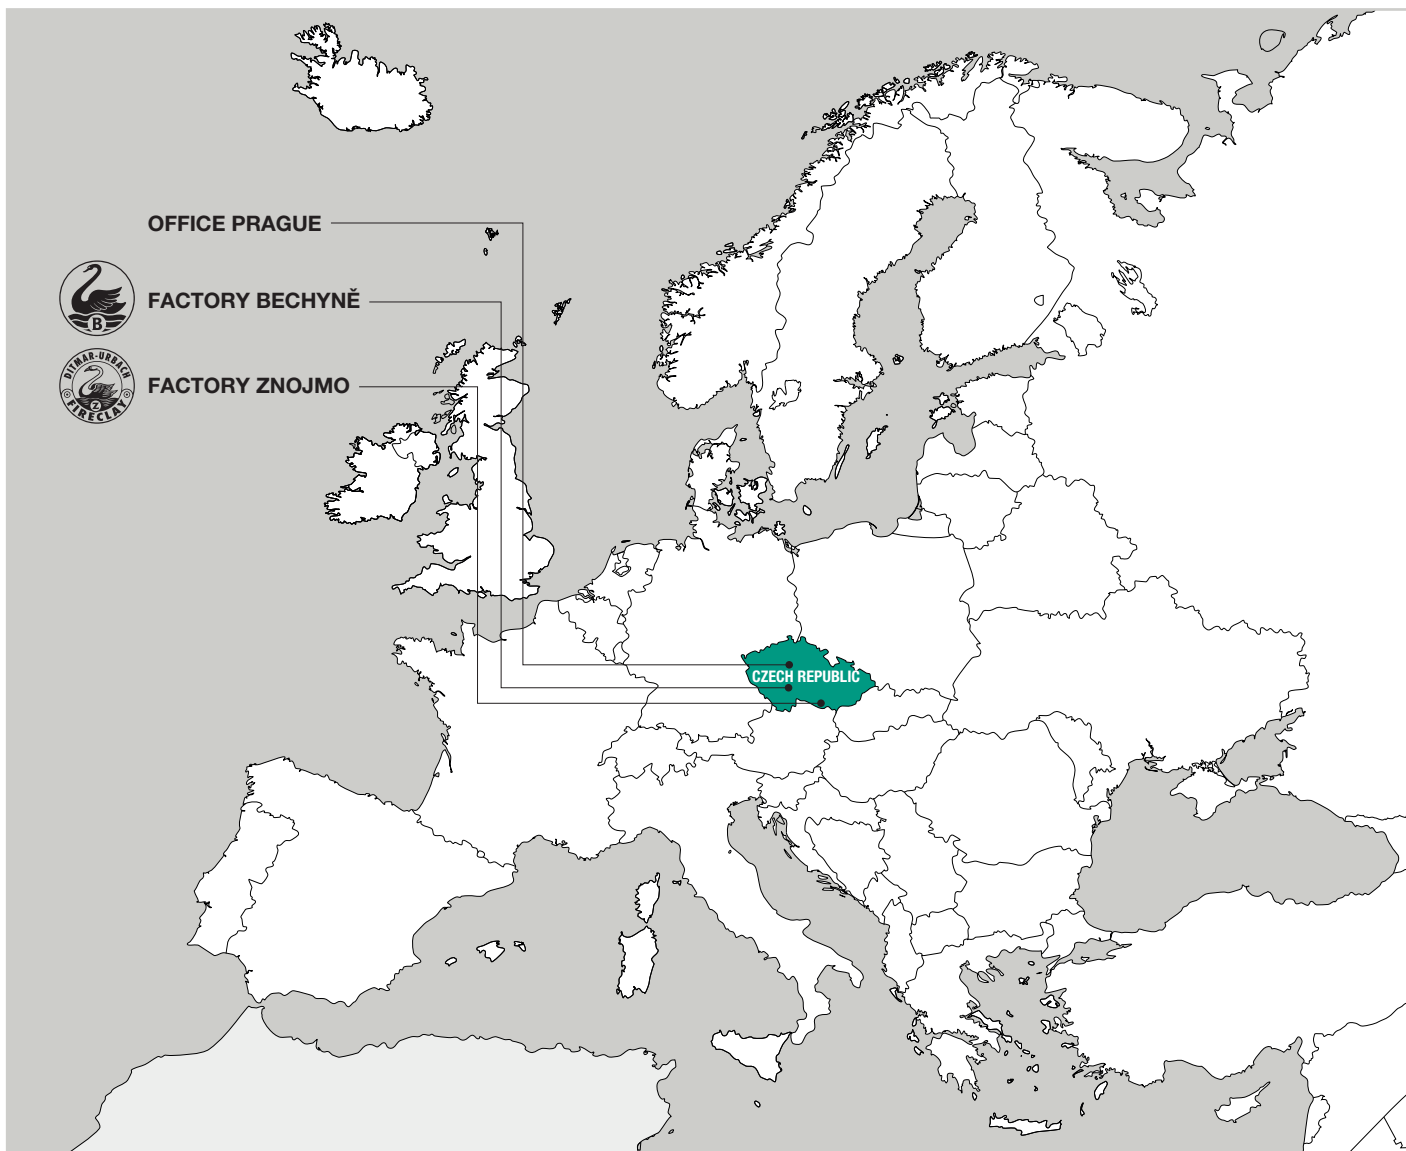 OFFICE PRAGUE
B
FACTORY BECHYNĚ
DITMAR-URBACH
Z
FIRECLAY
FACTORY ZNOJMO
CZECH REPUBLIC